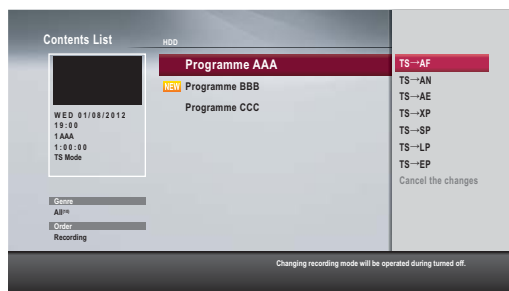 Contents List
HDD
Programme AAA
NEW Programme BBB
Programme CCC
WED 01/08/2012
19:00
1 AAA
1:00:00
TS Mode
Genre
All
Order
Recording
TS→AF
TS→AN
TS→AE
TS→XP
TS→SP
TS→LP
TS→EP
Cancel the changes
Changing recording mode will be operated during turned off.